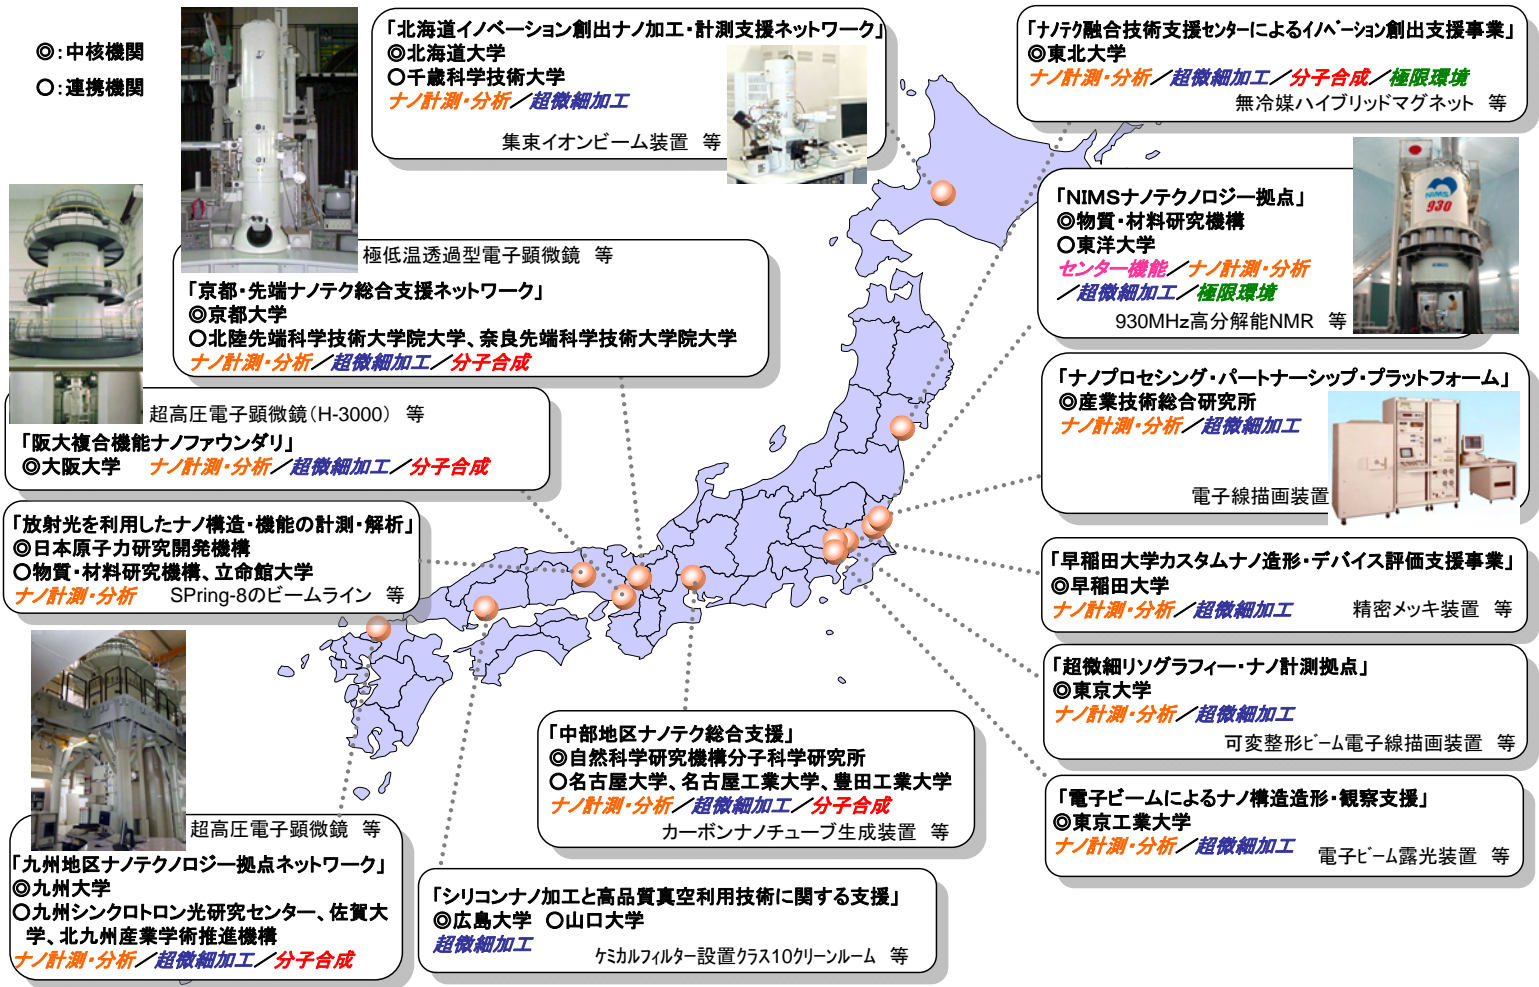 ◎:中核機関
○:連携機関
「北海道イノベーション創出ナノ加工・計測支援ネットワーク」
◎北海道大学
○千歳科学技術大学
ナノ計測・分析／超微細加工
集束イオンビーム装置 等
「ナノテク融合技術支援センターによるイノベーション創出支援事業」
◎東北大学
ナノ計測・分析／超微細加工／分子合成／極限環境
無冷媒ハイブリッドマグネット 等
「NIMSナノテクノロジー拠点」
◎物質・材料研究機構
○東洋大学
センター機能／ナノ計測・分析
／超微細加工／極限環境
930MHz高分解能NMR 等
NIMS
930
極低温透過型電子顕微鏡 等
「京都・先端ナノテク総合支援ネットワーク」
◎京都大学
○北陸先端科学技術大学院大学、奈良先端科学技術大学院大学
ナノ計測・分析／超微細加工／分子合成
「ナノプロセシング・パートナーシップ・プラットフォーム」
◎産業技術総合研究所
ナノ計測・分析／超微細加工
電子線描画装置
超高圧電子顕微鏡（H-3000） 等
「阪大複合機能ナノファウンダリ」
◎大阪大学 ナノ計測・分析／超微細加工／分子合成
「放射光を利用したナノ構造・機能の計測・解析」
◎日本原子力研究開発機構
○物質・材料研究機構、立命館大学
ナノ計測・分析 SPring-8のビームライン 等
「早稲田大学カスタムナノ造形・デバイス評価支援事業」
◎早稲田大学
ナノ計測・分析／超微細加工 精密メッキ装置 等
「超微細リソグラフィー・ナノ計測拠点」
◎東京大学
ナノ計測・分析／超微細加工
可変整形ビーム電子線描画装置 等
「中部地区ナノテク総合支援」
◎自然科学研究機構分子科学研究所
○名古屋大学、名古屋工業大学、豊田工業大学
ナノ計測・分析／超微細加工／分子合成
カーボンナノチューブ生成装置 等
「電子ビームによるナノ構造造形・観察支援」
◎東京工業大学
ナノ計測・分析／超微細加工 電子ビーム露光装置 等
超高圧電子顕微鏡 等
「九州地区ナノテクノロジー拠点ネットワーク」
◎九州大学
○九州シンクロトロン光研究センター、佐賀大
学、北九州産業学術推進機構
ナノ計測・分析／超微細加工／分子合成
「シリコンナノ加工と高品質真空利用技術に関する支援」
◎広島大学 ○山口大学
超微細加工
ケミカルフィルター設置クラス10クリーンルーム 等